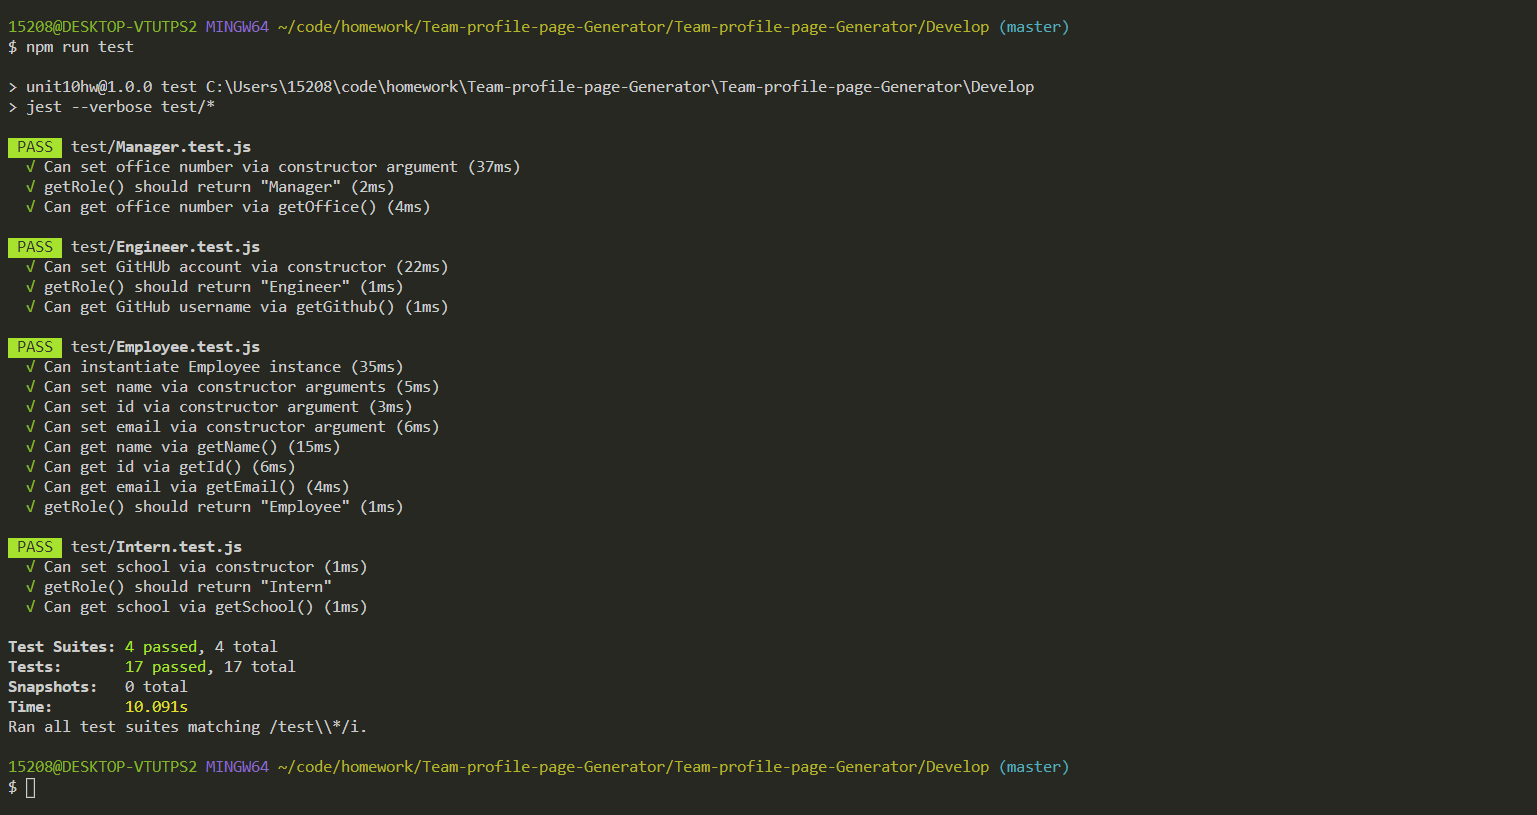 15208@DESKTOP-VTUTPS2 MINGW64 ~/code/homework/Team-profile-page-Generator/Team-profile-page-Generator/Develop (master)
$ npm run test
> unit10hw@1.0.0 test C:\Users\15208\code\homework\Team-profile-page-Generator\Team-profile-page-Generator\Develop
> jest --verbose test/*
PASS test/Manager.test.js
√ Can set office number via constructor argument (37ms)
√ getRole() should return "Manager" (2ms)
√ Can get office number via getOffice() (4ms)
PASS test/Engineer.test.js
√ Can set GitHUb account via constructor (22ms)
√ getRole() should return "Engineer" (1ms)
√ Can get GitHub username via getGithub() (1ms)
PASS test/Employee.test.js
√ Can instantiate Employee instance (35ms)
√ Can set name via constructor arguments (5ms)
√ Can set id via constructor argument (3ms)
√ Can set email via constructor argument (6ms)
√ Can get name via getName() (15ms)
√ Can get id via getId() (6ms)
√ Can get email via getEmail() (4ms)
√ getRole() should return "Employee" (1ms)
PASS test/Intern.test.js
√ Can set school via constructor (1ms)
√ getRole() should return "Intern"
√ Can get school via getSchool() (1ms)
Test Suites: 4 passed, 4 total
Tests: 17 passed, 17 total
Snapshots: 0 total
Time: 10.091s
Ran all test suites matching /test\\*/i.
15208@DESKTOP-VTUTPS2 MINGW64 ~/code/homework/Team-profile-page-Generator/Team-profile-page-Generator/Develop (master)
$